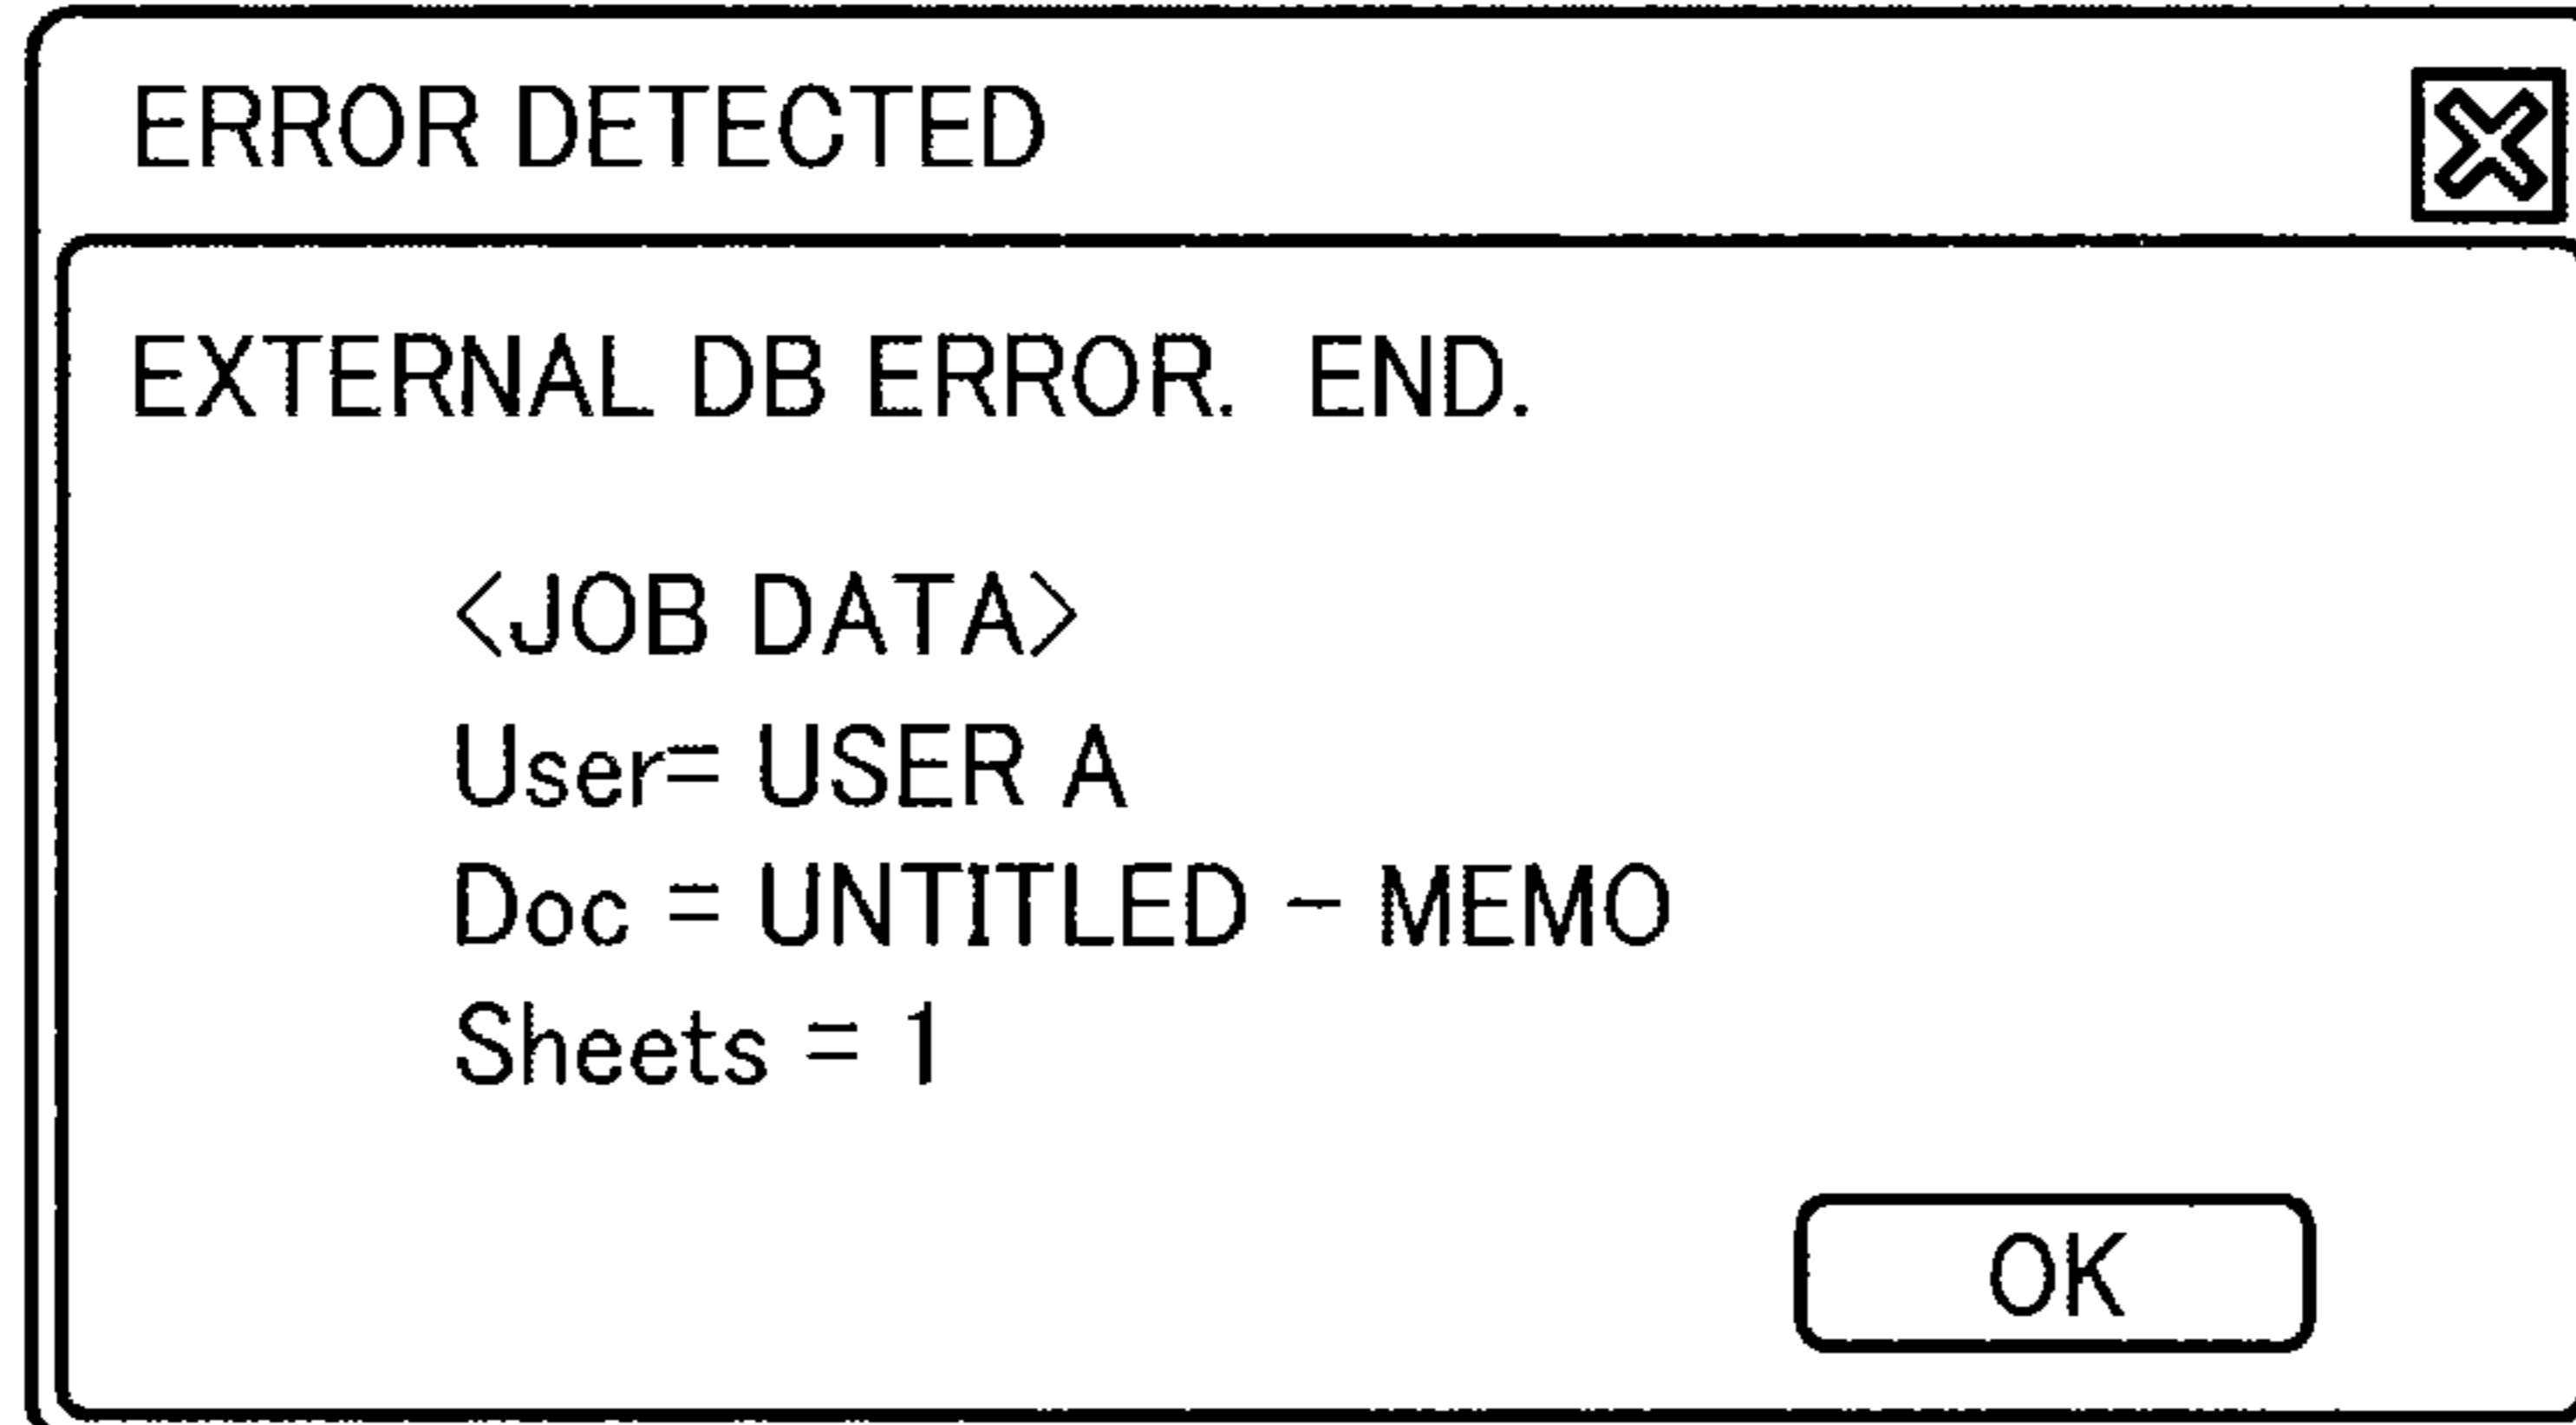 ERROR DETECTED
EXTERNAL DB ERROR. END.
<JOB DATA>
User= USER A
Doc = UNTITLED - MEMO
Sheets = 1
OK